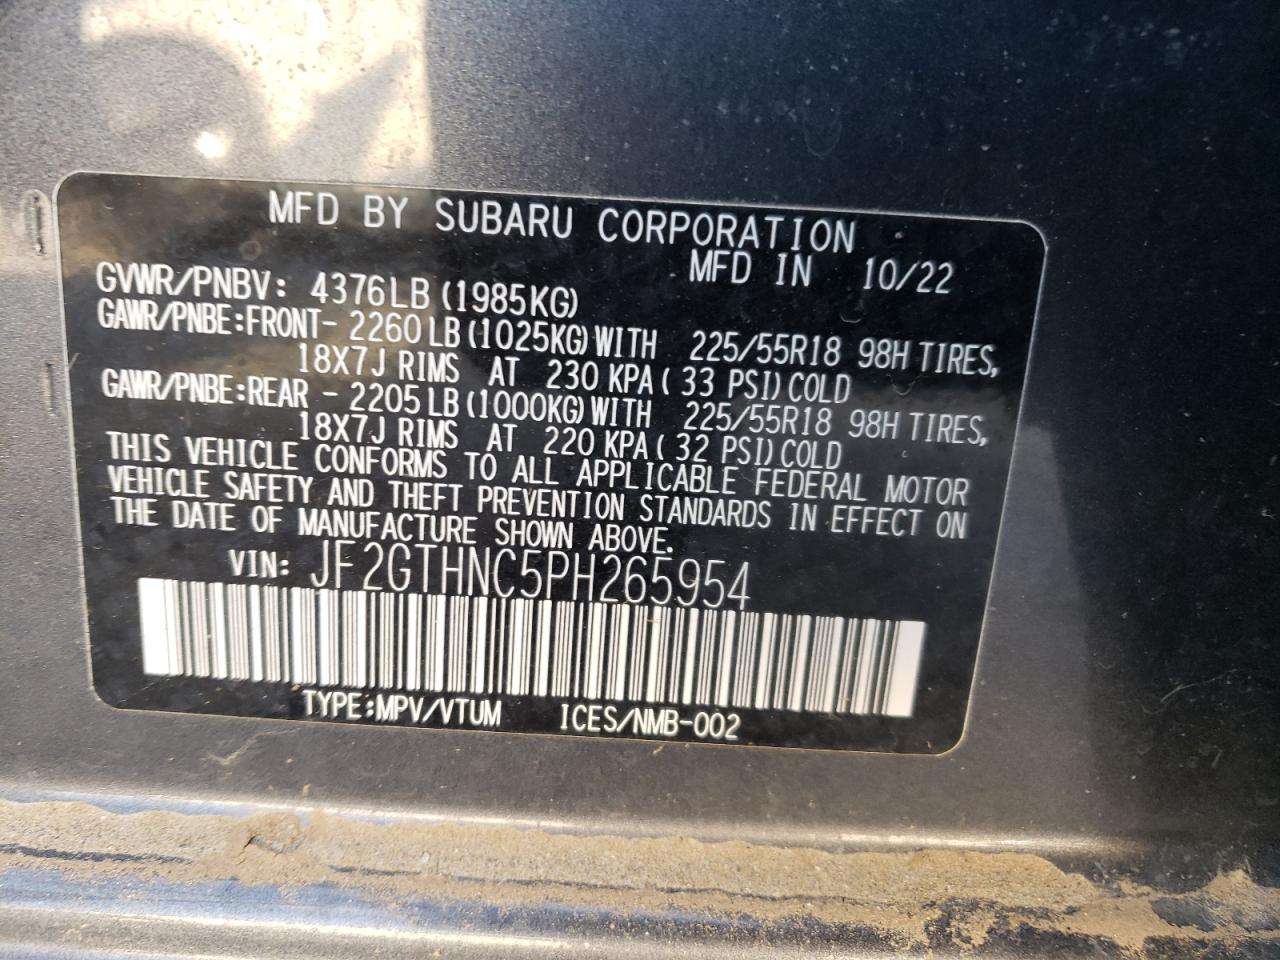 MFD BY SUBARU CORPORATION
MFD IN 10/22
GVWR/PNBV: 4376LB (1985KG)
GAWR/PNBE:FRONT- 2260 LB (1025KG) WITH 225/55R18 98H TIRES,
18X7J RIMS AT 230 KPA ( 33 PSI) COLD
GAWR/PNBE:REAR - 2205 LB (1000KG) WITH 225/55R18 98H TIRES,
18X7J RIMS AT 220 KPA ( 32 PSI) COLD
THIS VEHICLE CONFORMS TO ALL APPLICABLE FEDERAL MOTOR
VEHICLE SAFETY AND THEFT PREVENTION STANDARDS IN EFFECT ON
THE DATE OF MANUFACTURE SHOWN ABOVE.
VIN: JF2GTHNC5PH265954
TYPE:MPV/VTUM ICES/NMB-002